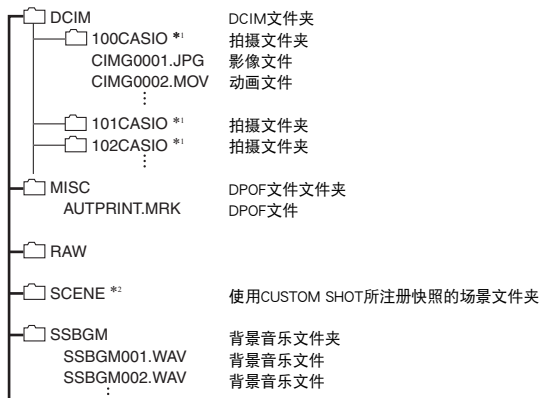 DCIM DCIM文件夹
100CASIO *1 拍摄文件夹
CIMG0001.JPG 影像文件
CIMG0002.MOV 动画文件
⋮
101CASIO *1 拍摄文件夹
102CASIO *1 拍摄文件夹
⋮
MISC DPOF文件文件夹
AUTPRINT.MRK DPOF文件
RAW
SCENE *2 使用CUSTOM SHOT所注册快照的场景文件夹
SSBGM 背景音乐文件夹
SSBGM001.WAV 背景音乐文件
SSBGM002.WAV 背景音乐文件
⋮